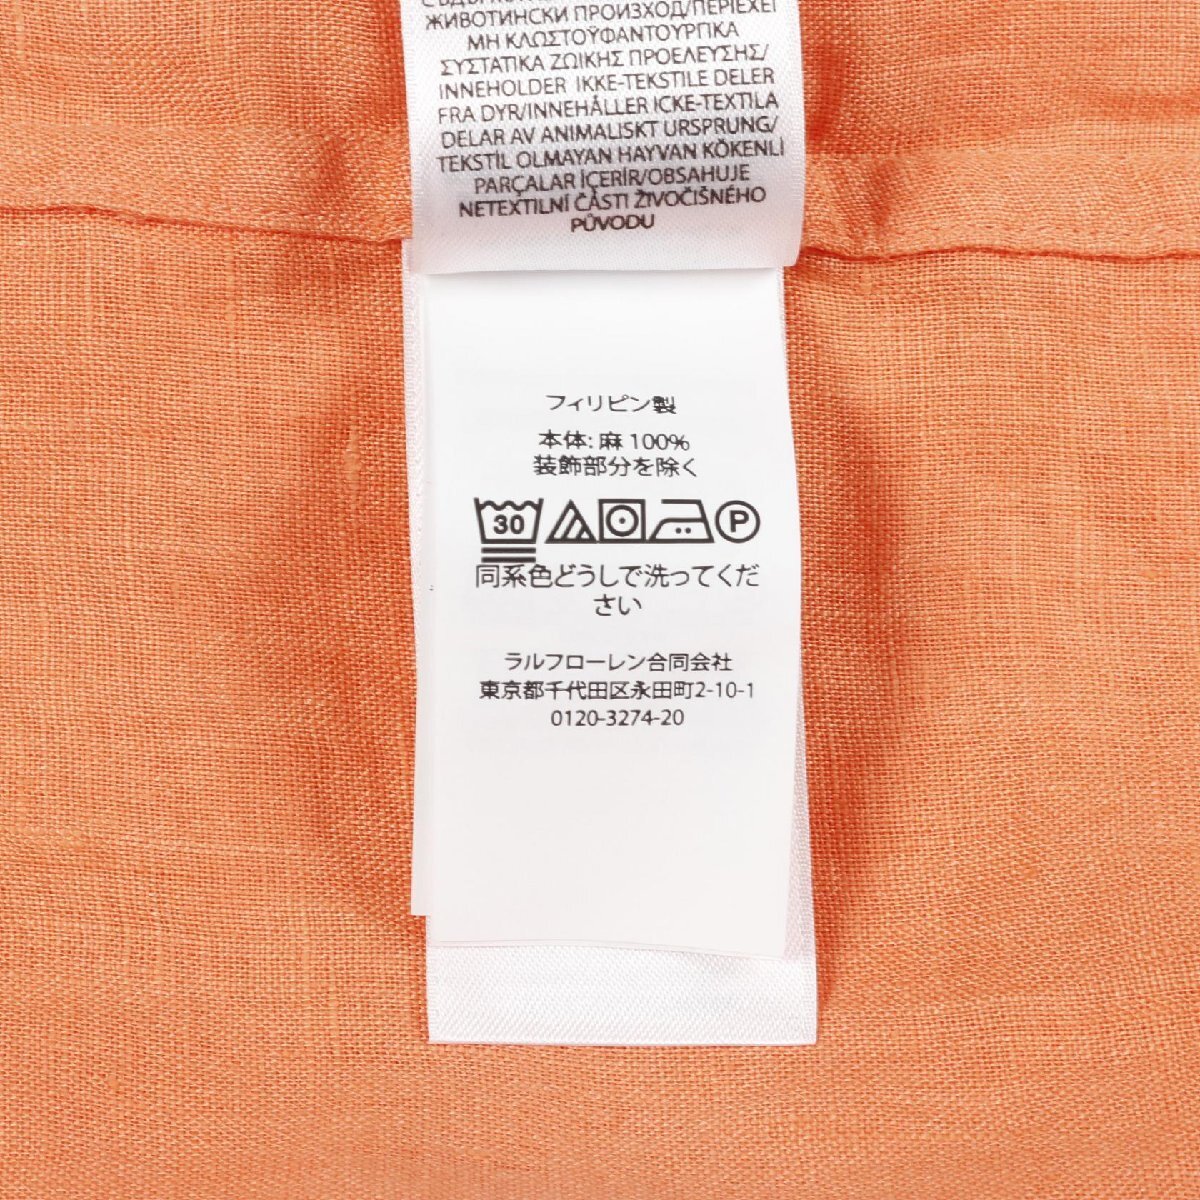 ЖИВОТИНСКИ ПРОИЗХОД/ΠΕΡΙΕΧΕΙ
ΜΗ ΚΛΩΣΤΟΫΦΑΝΤΟΥΡΓΙΚΑ
ΣΥΣΤΑΤΙΚΑ ΖΩΙΚΗΣ ΠΡΟΕΛΕΥΣΗΣ/
INNEHOLDER IKKE-TEKSTILE DELER
FRA DYR/INNEHÅLLER ICKE-TEXTILA
DELAR AV ANIMALISKT URSPRUNG/
TEKSTİL OLMAYAN HAYVAN KÖKENLİ
PARÇALAR İÇERİR/OBSAHUJE
NETEXTILNÍ ČÁSTI ŽIVOČIŠNÉHO
PŮVODU
フィリピン製
本体: 麻 100%
装飾部分を除く
30 P
同系色どうしで洗ってくだ
さい
ラルフローレン合同会社
東京都千代田区永田町2-10-1
0120-3274-20